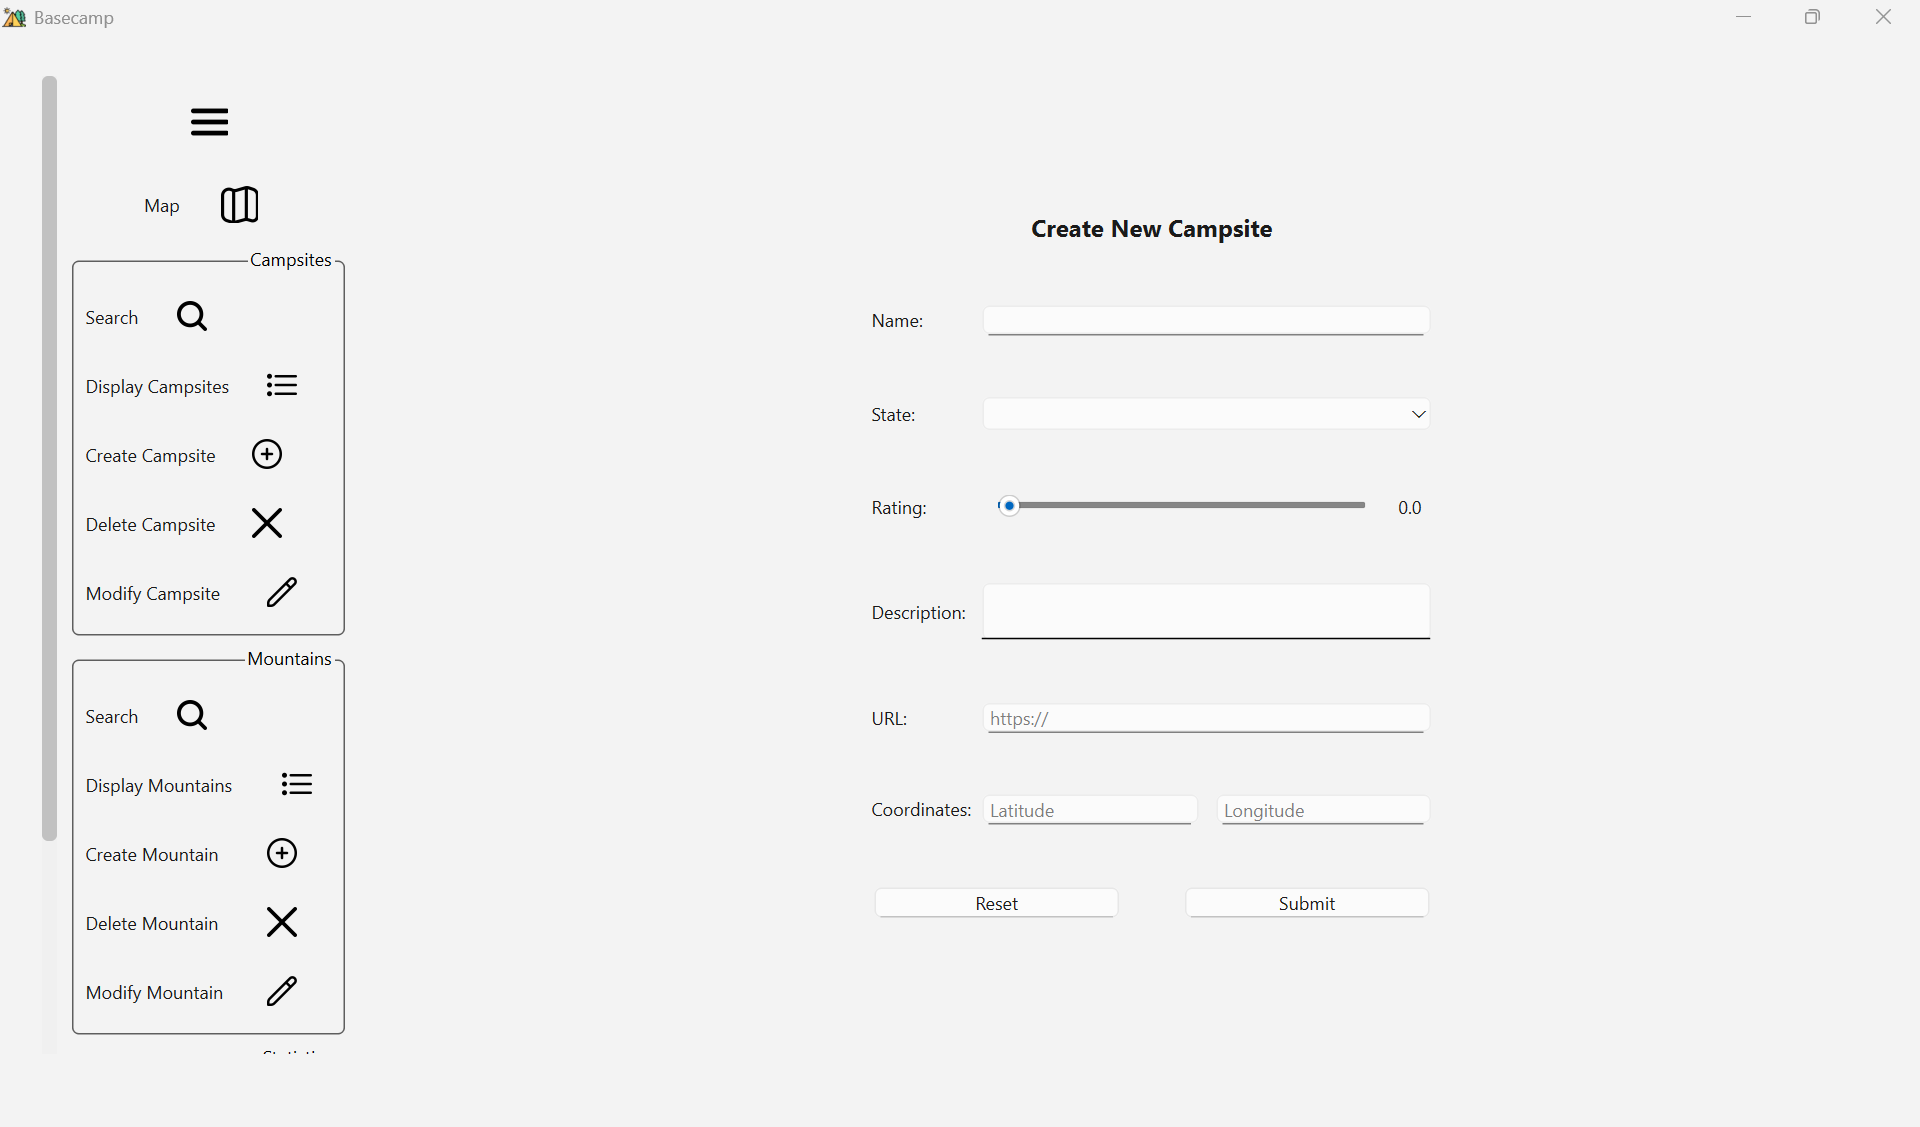 Basecamp
Map
Campsites
Search
Display Campsites
Create Campsite
Delete Campsite
Modify Campsite
Mountains
Search
Display Mountains
Create Mountain
Delete Mountain
Modify Mountain
Create New Campsite
Name:
State:
Rating: 0.0
Description:
URL: https://
Coordinates: Latitude Longitude
Reset Submit